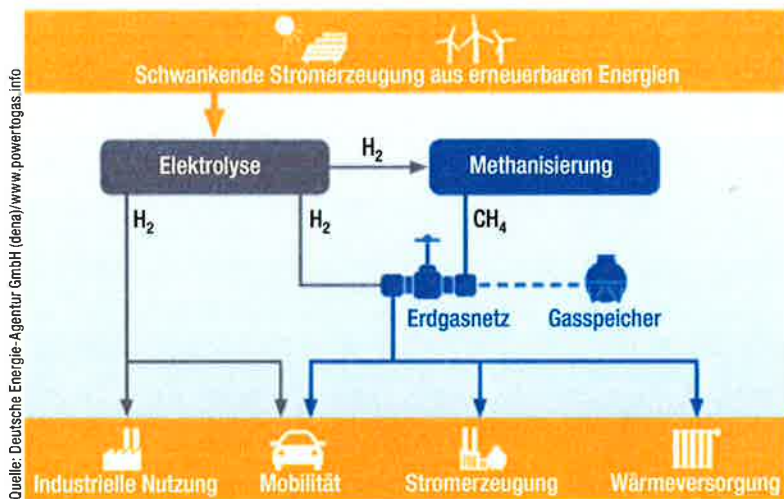 Schwankende Stromerzeugung aus erneuerbaren Energien
Elektrolyse
H₂
Methanisierung
H₂
H₂
CH₄
Erdgasnetz
Gasspeicher
Industrielle Nutzung
Mobilität
Stromerzeugung
Wärmeversorgung
Quelle: Deutsche Energie-Agentur GmbH (dena)/www.powertogas.info